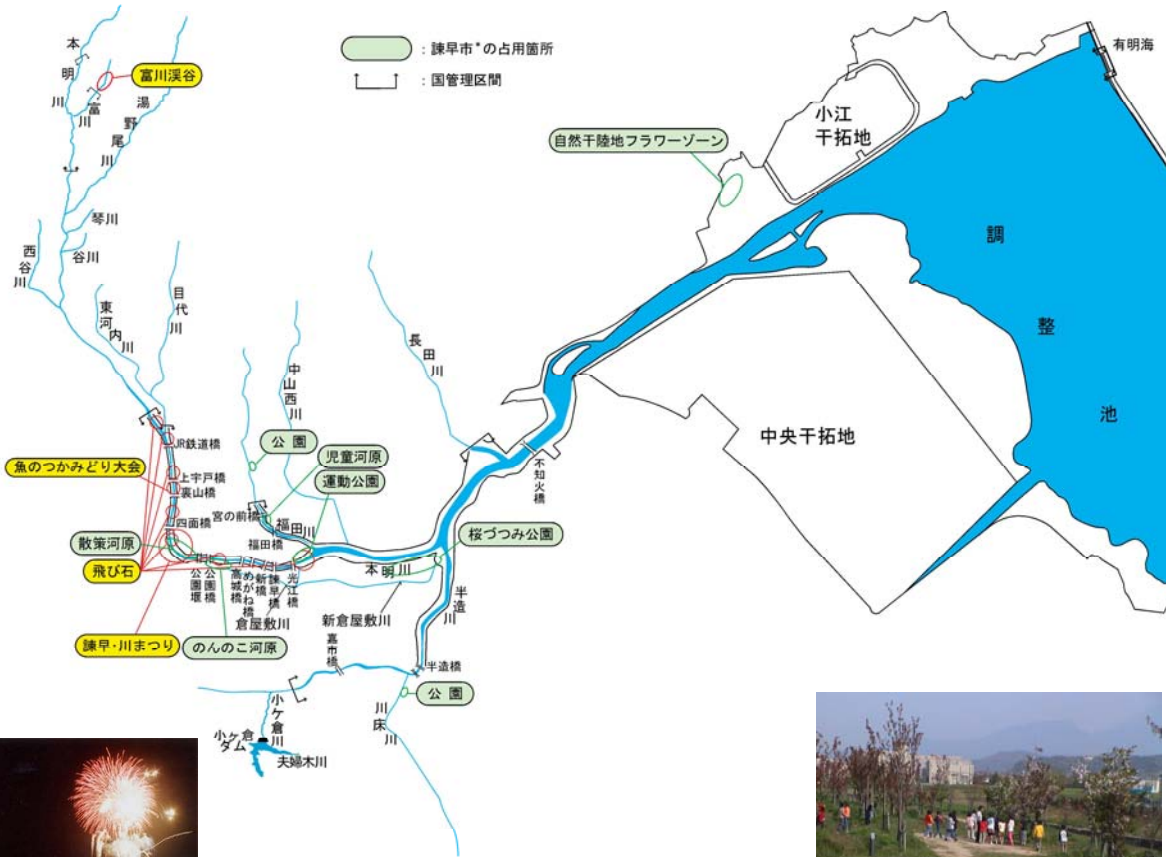 ：諫早市*の占用箇所
：国管理区間
有明海
本明川
富川渓谷
富川
湯野尾川
小江
干拓地
自然干陸地フラワーゾーン
琴川
谷川
西谷川
東河内川
目代川
調整池
長田川
中山西川
中央干拓地
公園
児童河原
運動公園
JR鉄道橋
魚のつかみどり大会
上宇戸橋
裏山橋
不知火橋
宮の前橋
福田川
四面橋
福田橋
散策河原
桜づつみ公園
飛び石
本明川
公園堰
公園橋
高城橋
めがね橋
新橋
諫早橋
光江橋
倉屋敷川
新倉屋敷川
半造川
諫早・川まつり
のんのこ河原
嘉市橋
半造橋
公園
小ケ倉川
川床川
小ケ倉
ダム
夫婦木川